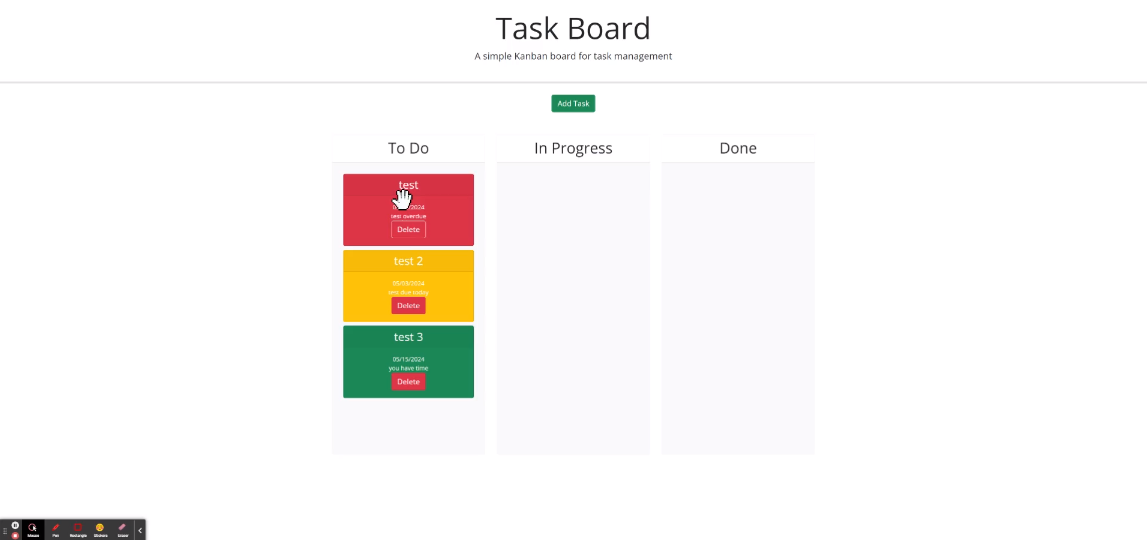 Task Board
A simple Kanban board for task management
Add Task
To Do
In Progress
Done
test
2024
test overdue
Delete
test 2
05/03/2024
test due today
Delete
test 3
05/15/2024
you have time
Delete
Mouse
Pen
Rectangle
Stickers
Eraser